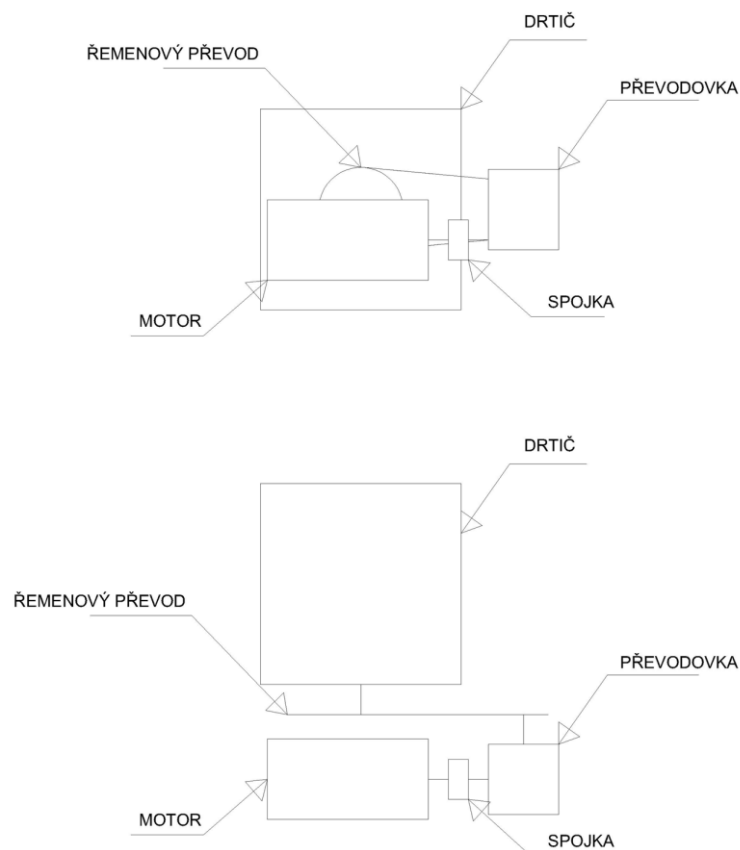 DRTIČ
ŘEMENOVÝ PŘEVOD
PŘEVODOVKA
SPOJKA
MOTOR
DRTIČ
ŘEMENOVÝ PŘEVOD
PŘEVODOVKA
MOTOR
SPOJKA